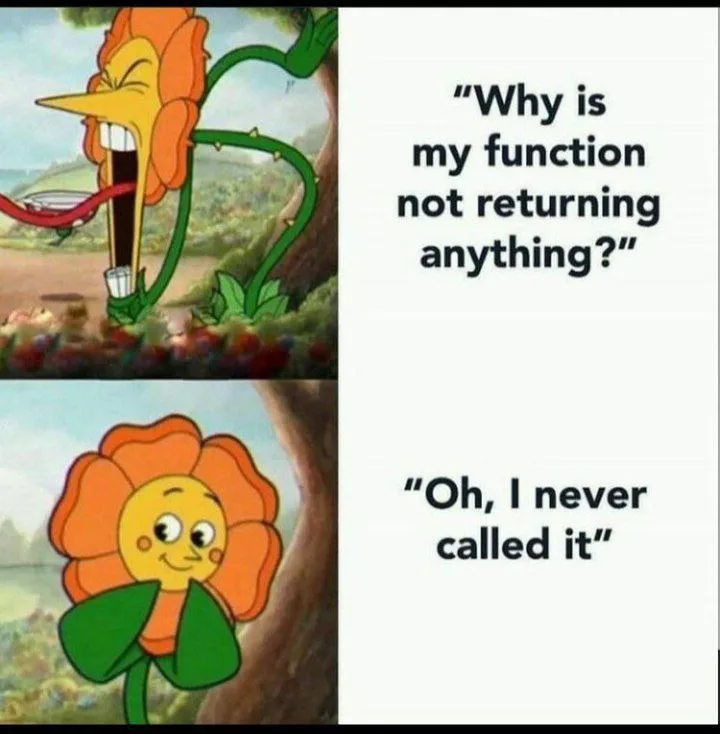 "Why is
my function
not returning
anything?"
"Oh, I never
called it"